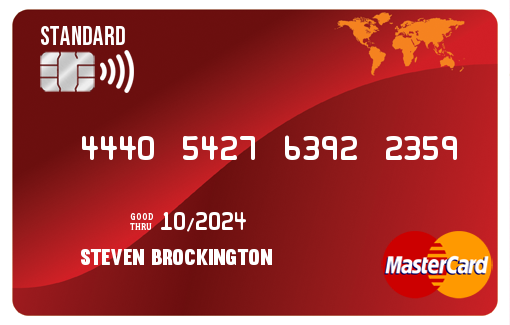 STANDARD
4440 5427 6392 2359
GOOD
THRU 10/2024
STEVEN BROCKINGTON
MasterCard